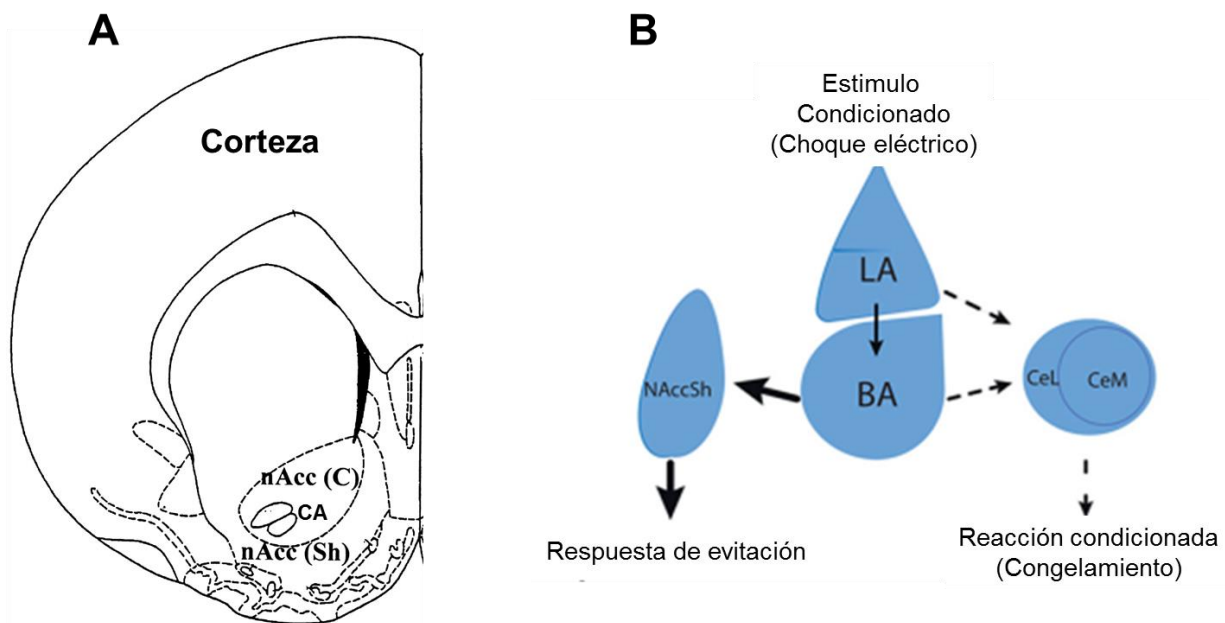 A
Corteza
nAcc (C)
CA
nAcc (Sh)
B
Estimulo
Condicionado
(Choque eléctrico)
LA
BA
NAccSh
CeL
CeM
Respuesta de evitación
Reacción condicionada
(Congelamiento)